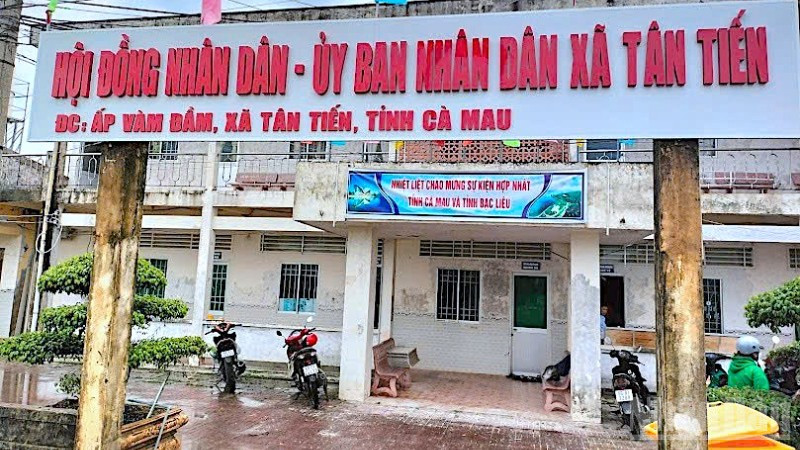 HỘI ĐỒNG NHÂN DÂN - ỦY BAN NHÂN DÂN XÃ TÂN TIẾN
ĐC: ẤP VÀM ĐẦM, XÃ TÂN TIẾN, TỈNH CÀ MAU
NHIỆT LIỆT CHÀO MỪNG SỰ KIỆN HỢP NHẤT
TỈNH CÀ MAU VÀ TỈNH BẠC LIÊU